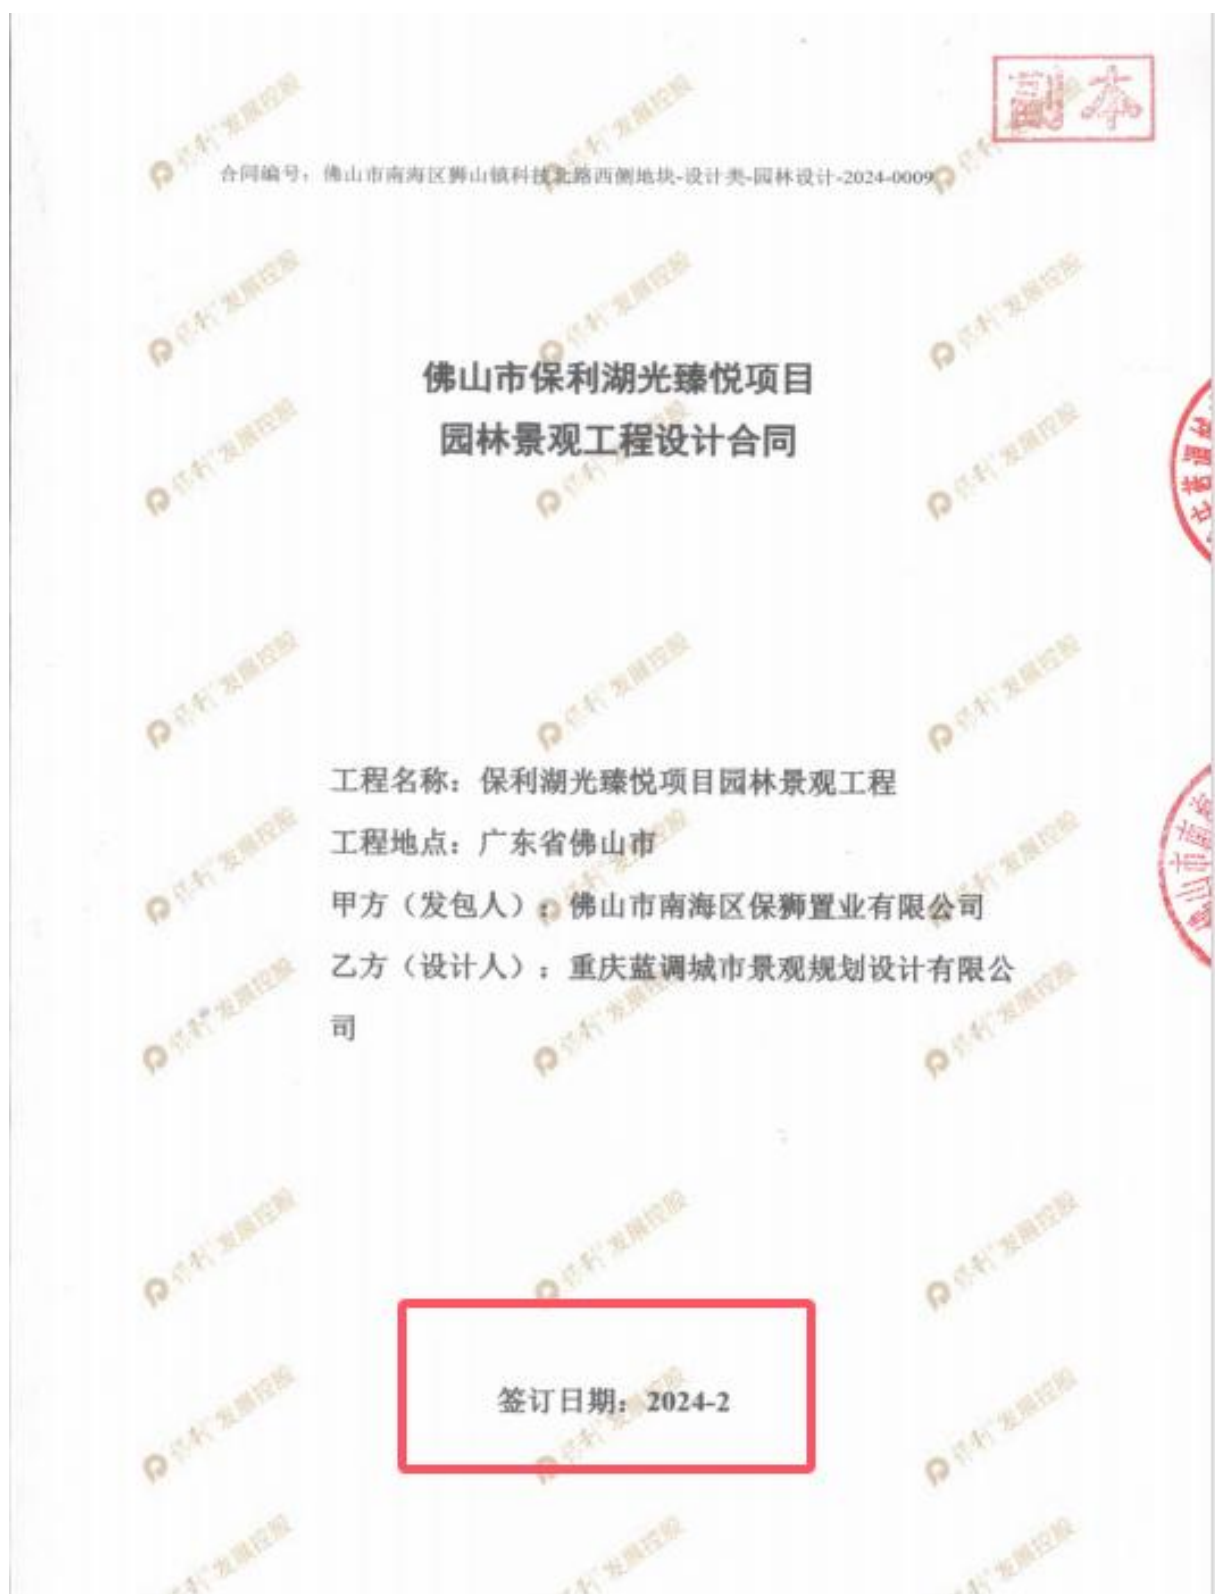 副本
合同编号：佛山市南海区狮山镇科技北路西侧地块-设计类-园林设计-2024-0009
佛山市保利湖光臻悦项目
园林景观工程设计合同
工程名称：保利湖光臻悦项目园林景观工程
工程地点：广东省佛山市
甲方（发包人）：佛山市南海区保狮置业有限公司
乙方（设计人）：重庆蓝调城市景观规划设计有限公
司
签订日期：2024-2
保利发展控股